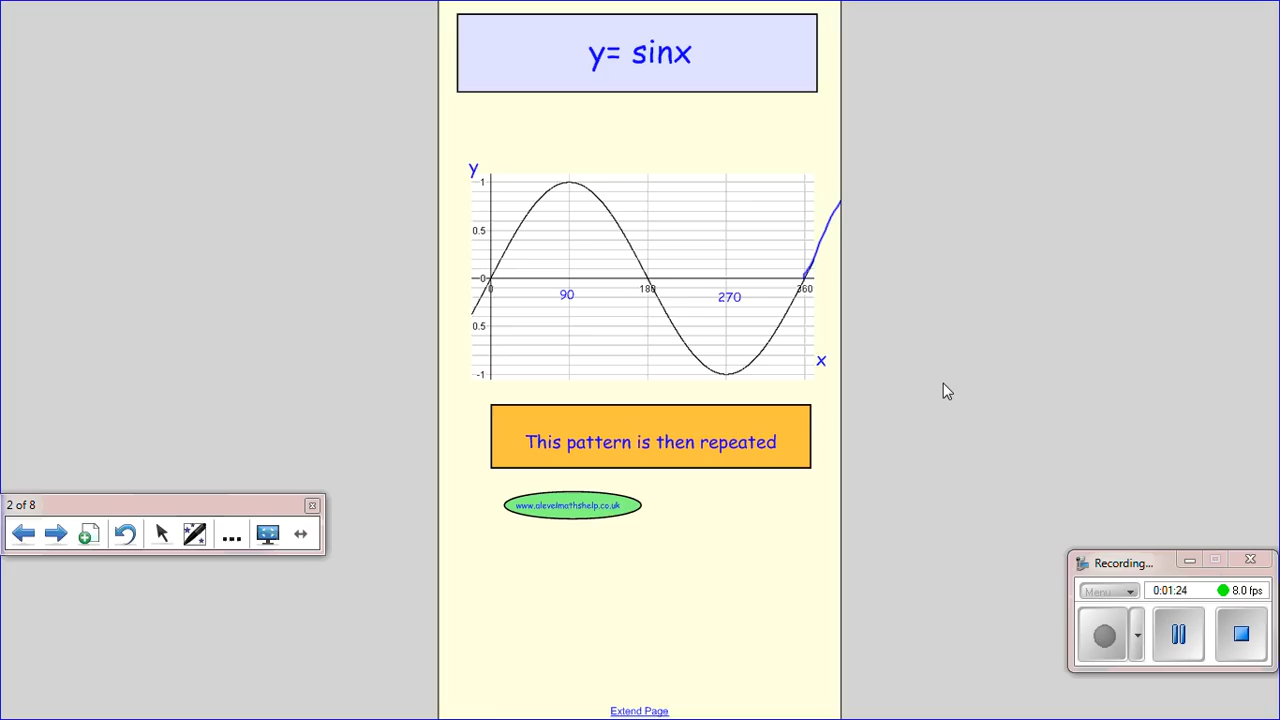 y= sinx
y
1
0.5
0
0
90
180
270
360
0.5
x
-1
This pattern is then repeated
www.alevelmathshelp.co.uk
2 of 8
...
Recording...
Menu
0:01:24
8.0 fps
Extend Page